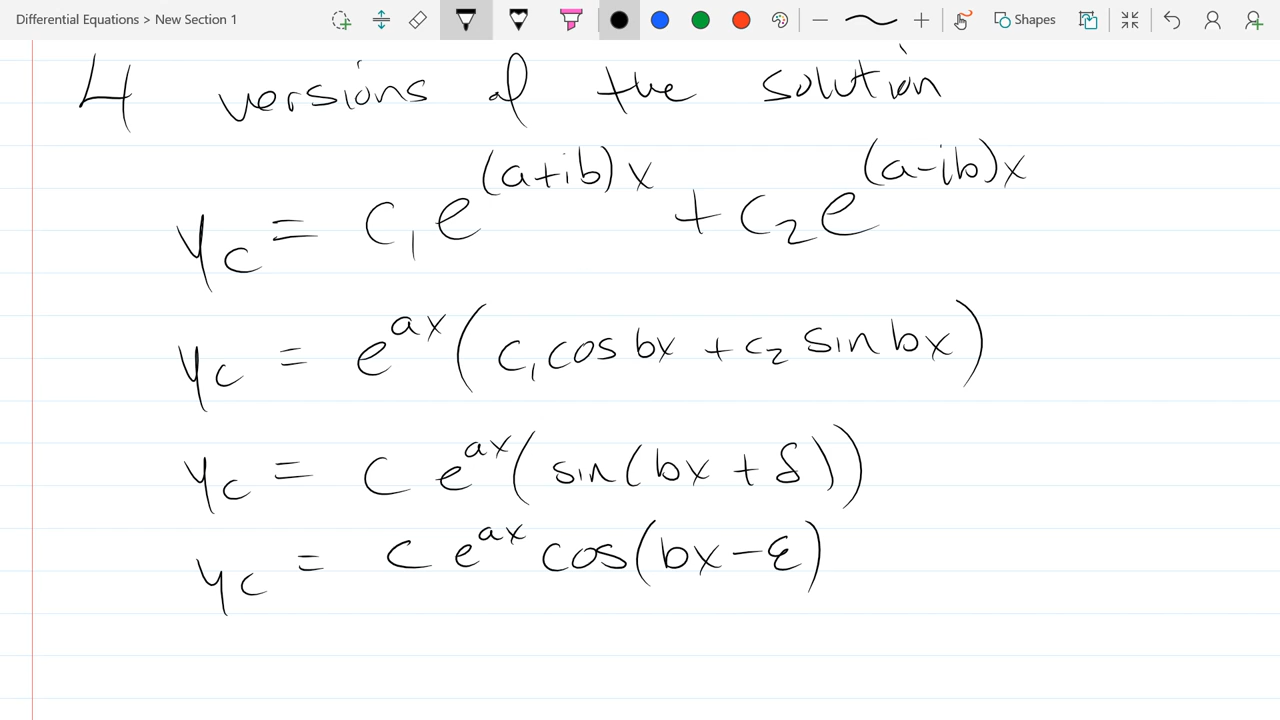 Differential Equations > New Section 1
Shapes
4 versions of the solution
y_c = c_1 e^{(a+ib)x} + c_2 e^{(a-ib)x}
y_c = e^{ax}(c_1 cos bx + c_2 sin bx)
y_c = C e^{ax}(sin(bx + δ))
y_c = C e^{ax} cos(bx - ε)